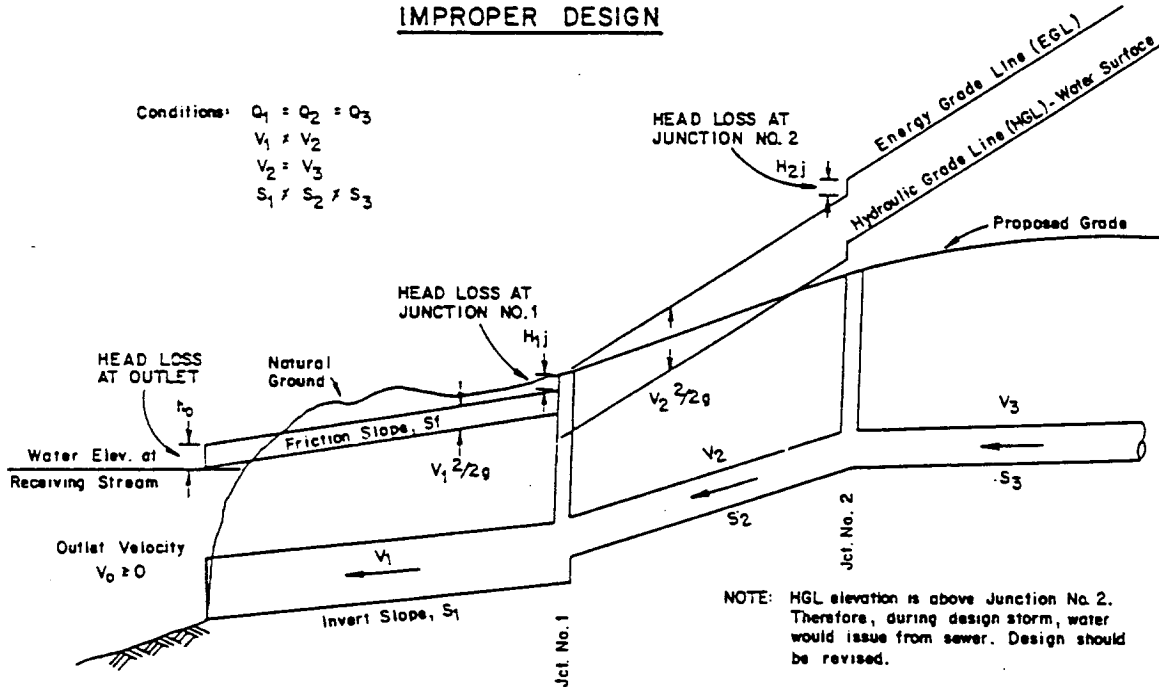 IMPROPER DESIGN
Conditions: Q1 = Q2 = Q3
V1 ≠ V2
V2 = V3
S1 ≠ S2 ≠ S3
HEAD LOSS AT
JUNCTION NO. 2
H2j
Energy Grade Line (EGL)
Hydraulic Grade Line (HGL)-Water Surface
Proposed Grade
HEAD LOSS AT
JUNCTION NO. 1
H1j
HEAD LOSS
AT OUTLET
Natural
Ground
Friction Slope, Sf
V1²/2g
V2²/2g
Water Elev. at
Receiving Stream
V3
S3
V2
S2
Outlet Velocity
Vo ≥ 0
V1
Invert Slope, S1
Jct. No. 1
Jct. No. 2
NOTE: HGL elevation is above Junction No. 2.
Therefore, during design storm, water
would issue from sewer. Design should
be revised.